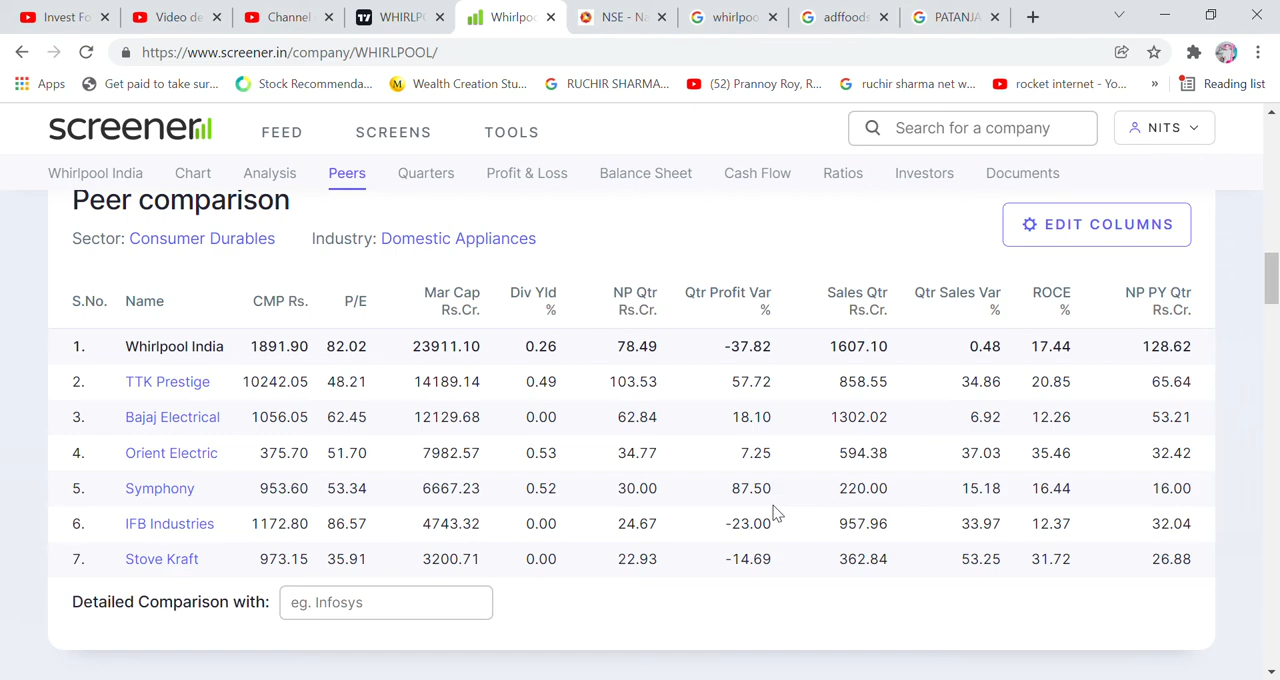 Invest Fo
Video de
Channel
WHIRLPO
Whirlpoo
NSE - Na
whirlpoo
adffoods
PATANJA
https://www.screener.in/company/WHIRLPOOL/
Apps
Get paid to take sur...
Stock Recommenda...
M Wealth Creation Stu...
RUCHIR SHARMA...
(52) Prannoy Roy, R...
ruchir sharma net w...
rocket internet - Yo...
»
Reading list
screener
FEED SCREENS TOOLS
Search for a company
NITS
Whirlpool India Chart Analysis Peers Quarters Profit & Loss Balance Sheet Cash Flow Ratios Investors Documents
Peer comparison
Sector: Consumer Durables Industry: Domestic Appliances
EDIT COLUMNS
S.No. Name CMP Rs. P/E Mar Cap Rs.Cr. Div Yld % NP Qtr Rs.Cr. Qtr Profit Var % Sales Qtr Rs.Cr. Qtr Sales Var % ROCE % NP PY Qtr Rs.Cr.
1. Whirlpool India 1891.90 82.02 23911.10 0.26 78.49 -37.82 1607.10 0.48 17.44 128.62
2. TTK Prestige 10242.05 48.21 14189.14 0.49 103.53 57.72 858.55 34.86 20.85 65.64
3. Bajaj Electrical 1056.05 62.45 12129.68 0.00 62.84 18.10 1302.02 6.92 12.26 53.21
4. Orient Electric 375.70 51.70 7982.57 0.53 34.77 7.25 594.38 37.03 35.46 32.42
5. Symphony 953.60 53.34 6667.23 0.52 30.00 87.50 220.00 15.18 16.44 16.00
6. IFB Industries 1172.80 86.57 4743.32 0.00 24.67 -23.00 957.96 33.97 12.37 32.04
7. Stove Kraft 973.15 35.91 3200.71 0.00 22.93 -14.69 362.84 53.25 31.72 26.88
Detailed Comparison with: eg. Infosys